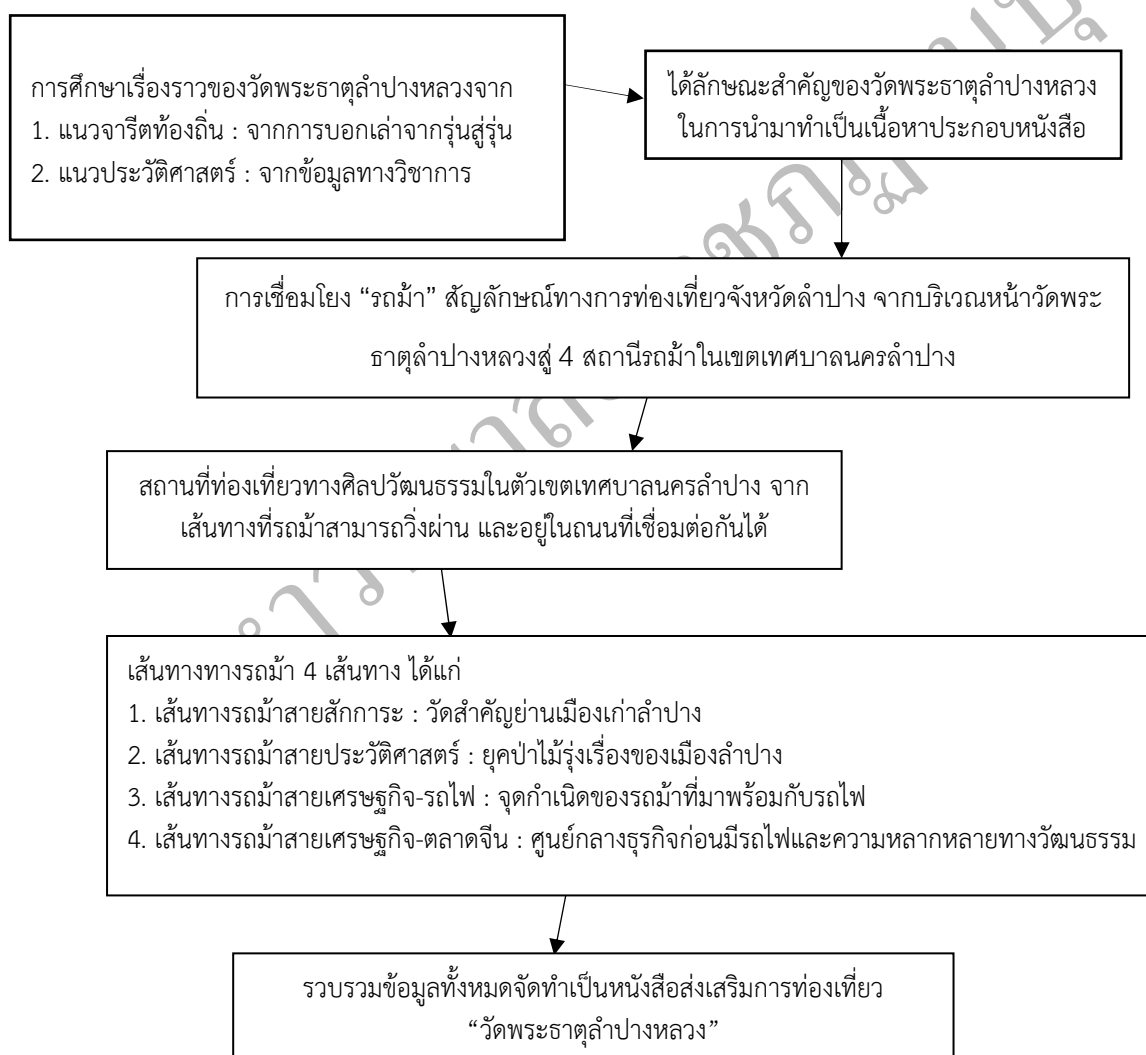 การศึกษาเรื่องราวของวัดพระธาตุลำปางหลวงจาก
1. แนวจารีตท้องถิ่น : จากการบอกเล่าจากรุ่นสู่รุ่น
2. แนวประวัติศาสตร์ : จากข้อมูลทางวิชาการ
ได้ลักษณะสำคัญของวัดพระธาตุลำปางหลวง
ในการนำมาทำเป็นเนื้อหาประกอบหนังสือ
การเชื่อมโยง “รถม้า” สัญลักษณ์ทางการท่องเที่ยวจังหวัดลำปาง จากบริเวณหน้าวัดพระ
ธาตุลำปางหลวงสู่ 4 สถานีรถม้าในเขตเทศบาลนครลำปาง
สถานที่ท่องเที่ยวทางศิลปวัฒนธรรมในตัวเขตเทศบาลนครลำปาง จาก
เส้นทางที่รถม้าสามารถวิ่งผ่าน และอยู่ในถนนที่เชื่อมต่อกันได้
เส้นทางทางรถม้า 4 เส้นทาง ได้แก่
1. เส้นทางรถม้าสายสักการะ : วัดสำคัญย่านเมืองเก่าลำปาง
2. เส้นทางรถม้าสายประวัติศาสตร์ : ยุคป่าไม้รุ่งเรื่องของเมืองลำปาง
3. เส้นทางรถม้าสายเศรษฐกิจ-รถไฟ : จุดกำเนิดของรถม้าที่มาพร้อมกับรถไฟ
4. เส้นทางรถม้าสายเศรษฐกิจ-ตลาดจีน : ศูนย์กลางธุรกิจก่อนมีรถไฟและความหลากหลายทางวัฒนธรรม
รวบรวมข้อมูลทั้งหมดจัดทำเป็นหนังสือส่งเสริมการท่องเที่ยว
“วัดพระธาตุลำปางหลวง”